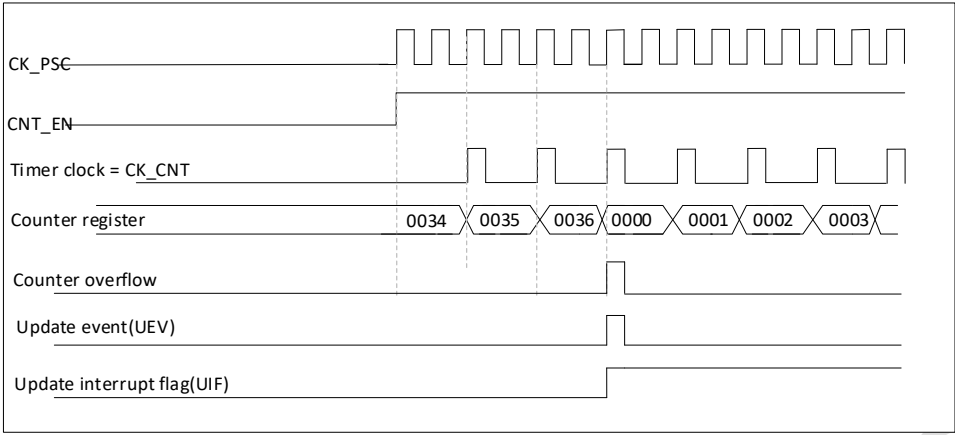 CK_PSC
CNT_EN
Timer clock = CK_CNT
Counter register 0034 0035 0036 0000 0001 0002 0003
Counter overflow
Update event(UEV)
Update interrupt flag(UIF)